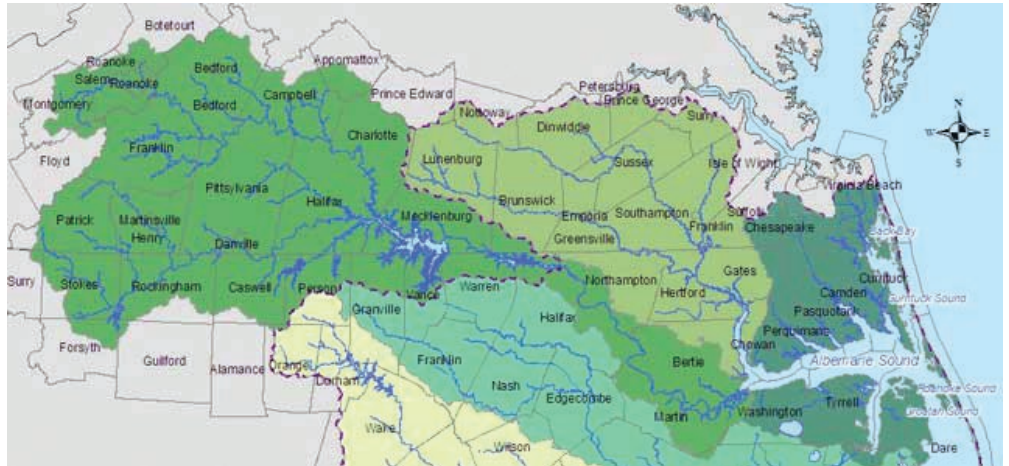 Botetourt
Roanoke
Bedford
Appomattox
Salem
Roanoke
Montgomery
Bedford
Campbell
Prince Edward
Petersburg
Prince George
Nottoway
Surry
Dinwiddie
Charlotte
Floyd
Franklin
Lunenburg
Sussex
Isle of Wight
Pittsylvania
Virginia Beach
Halifax
Brunswick
Patrick
Martinsville
Mecklenburg
Emporia
Southampton
Suffolk
Henry
Danville
Greensville
Franklin
Chesapeake
Back Bay
Surry
Stokes
Rockingham
Caswell
Person
Vance
Warren
Northampton
Gates
Currituck
Granville
Hertford
Camden
Currituck Sound
Halifax
Pasquotank
Forsyth
Guilford
Alamance
Orange
Durham
Franklin
Bertie
Perquimans
Chowan
Albemarle Sound
Nash
Edgecombe
Martin
Washington
Tyrrell
Roanoke Sound
Croatan Sound
Wake
Wilson
Dare
N
W
E
S